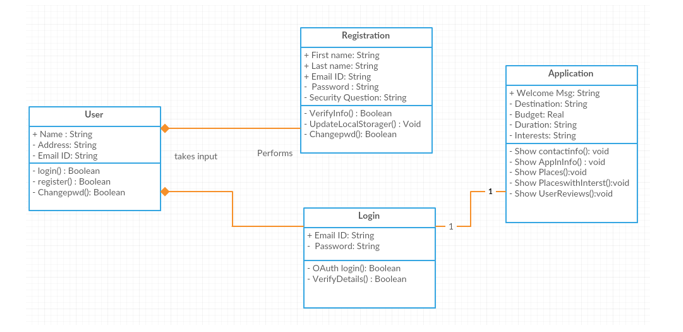 Registration
+ First name: String
+ Last name: String
+ Email ID: String
- Password : String
- Security Question: String
- VerifyInfo() : Boolean
- UpdateLocalStorager() : Void
- Changepwd(): Boolean
Application
+ Welcome Msg: String
- Destination: String
- Budget: Real
- Duration: String
- Interests: String
- Show contactinfo(): void
- Show AppInInfo() : void
- Show Places():void
- Show PlaceswithInterst():void
- Show UserReviews():void
User
+ Name : String
- Address: String
- Email ID: String
- login() : Boolean
- register() : Boolean
- Changepwd(): Boolean
takes input
Performs
Login
+ Email ID: String
- Password: String
- OAuth login(): Boolean
- VerifyDetails() : Boolean
1
1